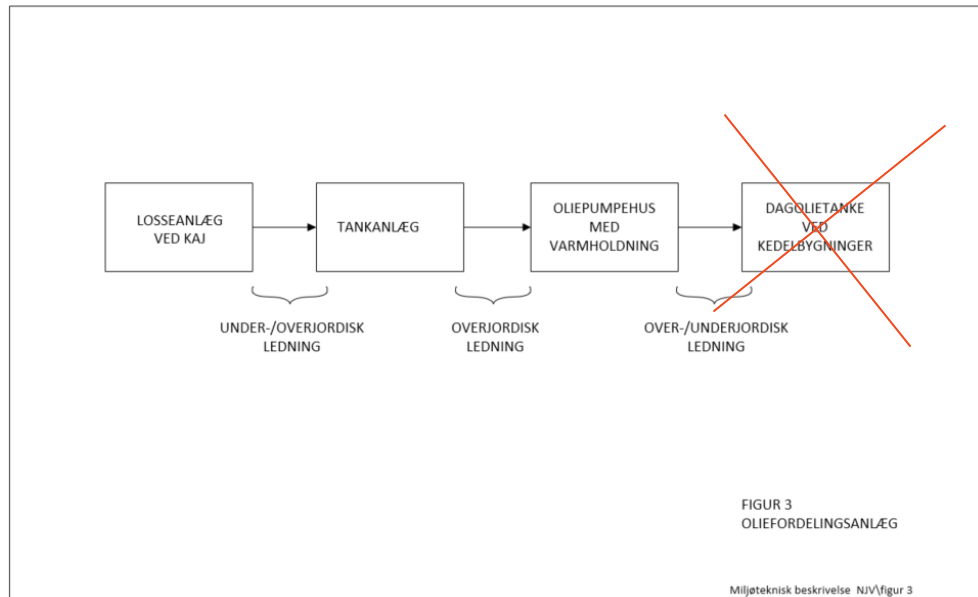 LOSSEANLÆG
VED KAJ
TANKANLÆG
OLIEPUMPEHUS
MED
VARMHOLDNING
DAGOLIETANKE
VED
KEDELBYGNINGER
UNDER-/OVERJORDISK
LEDNING
OVERJORDISK
LEDNING
OVER-/UNDERJORDISK
LEDNING
FIGUR 3
OLIEFORDELINGSANLÆG
Miljøteknisk beskrivelse NJV\figur 3